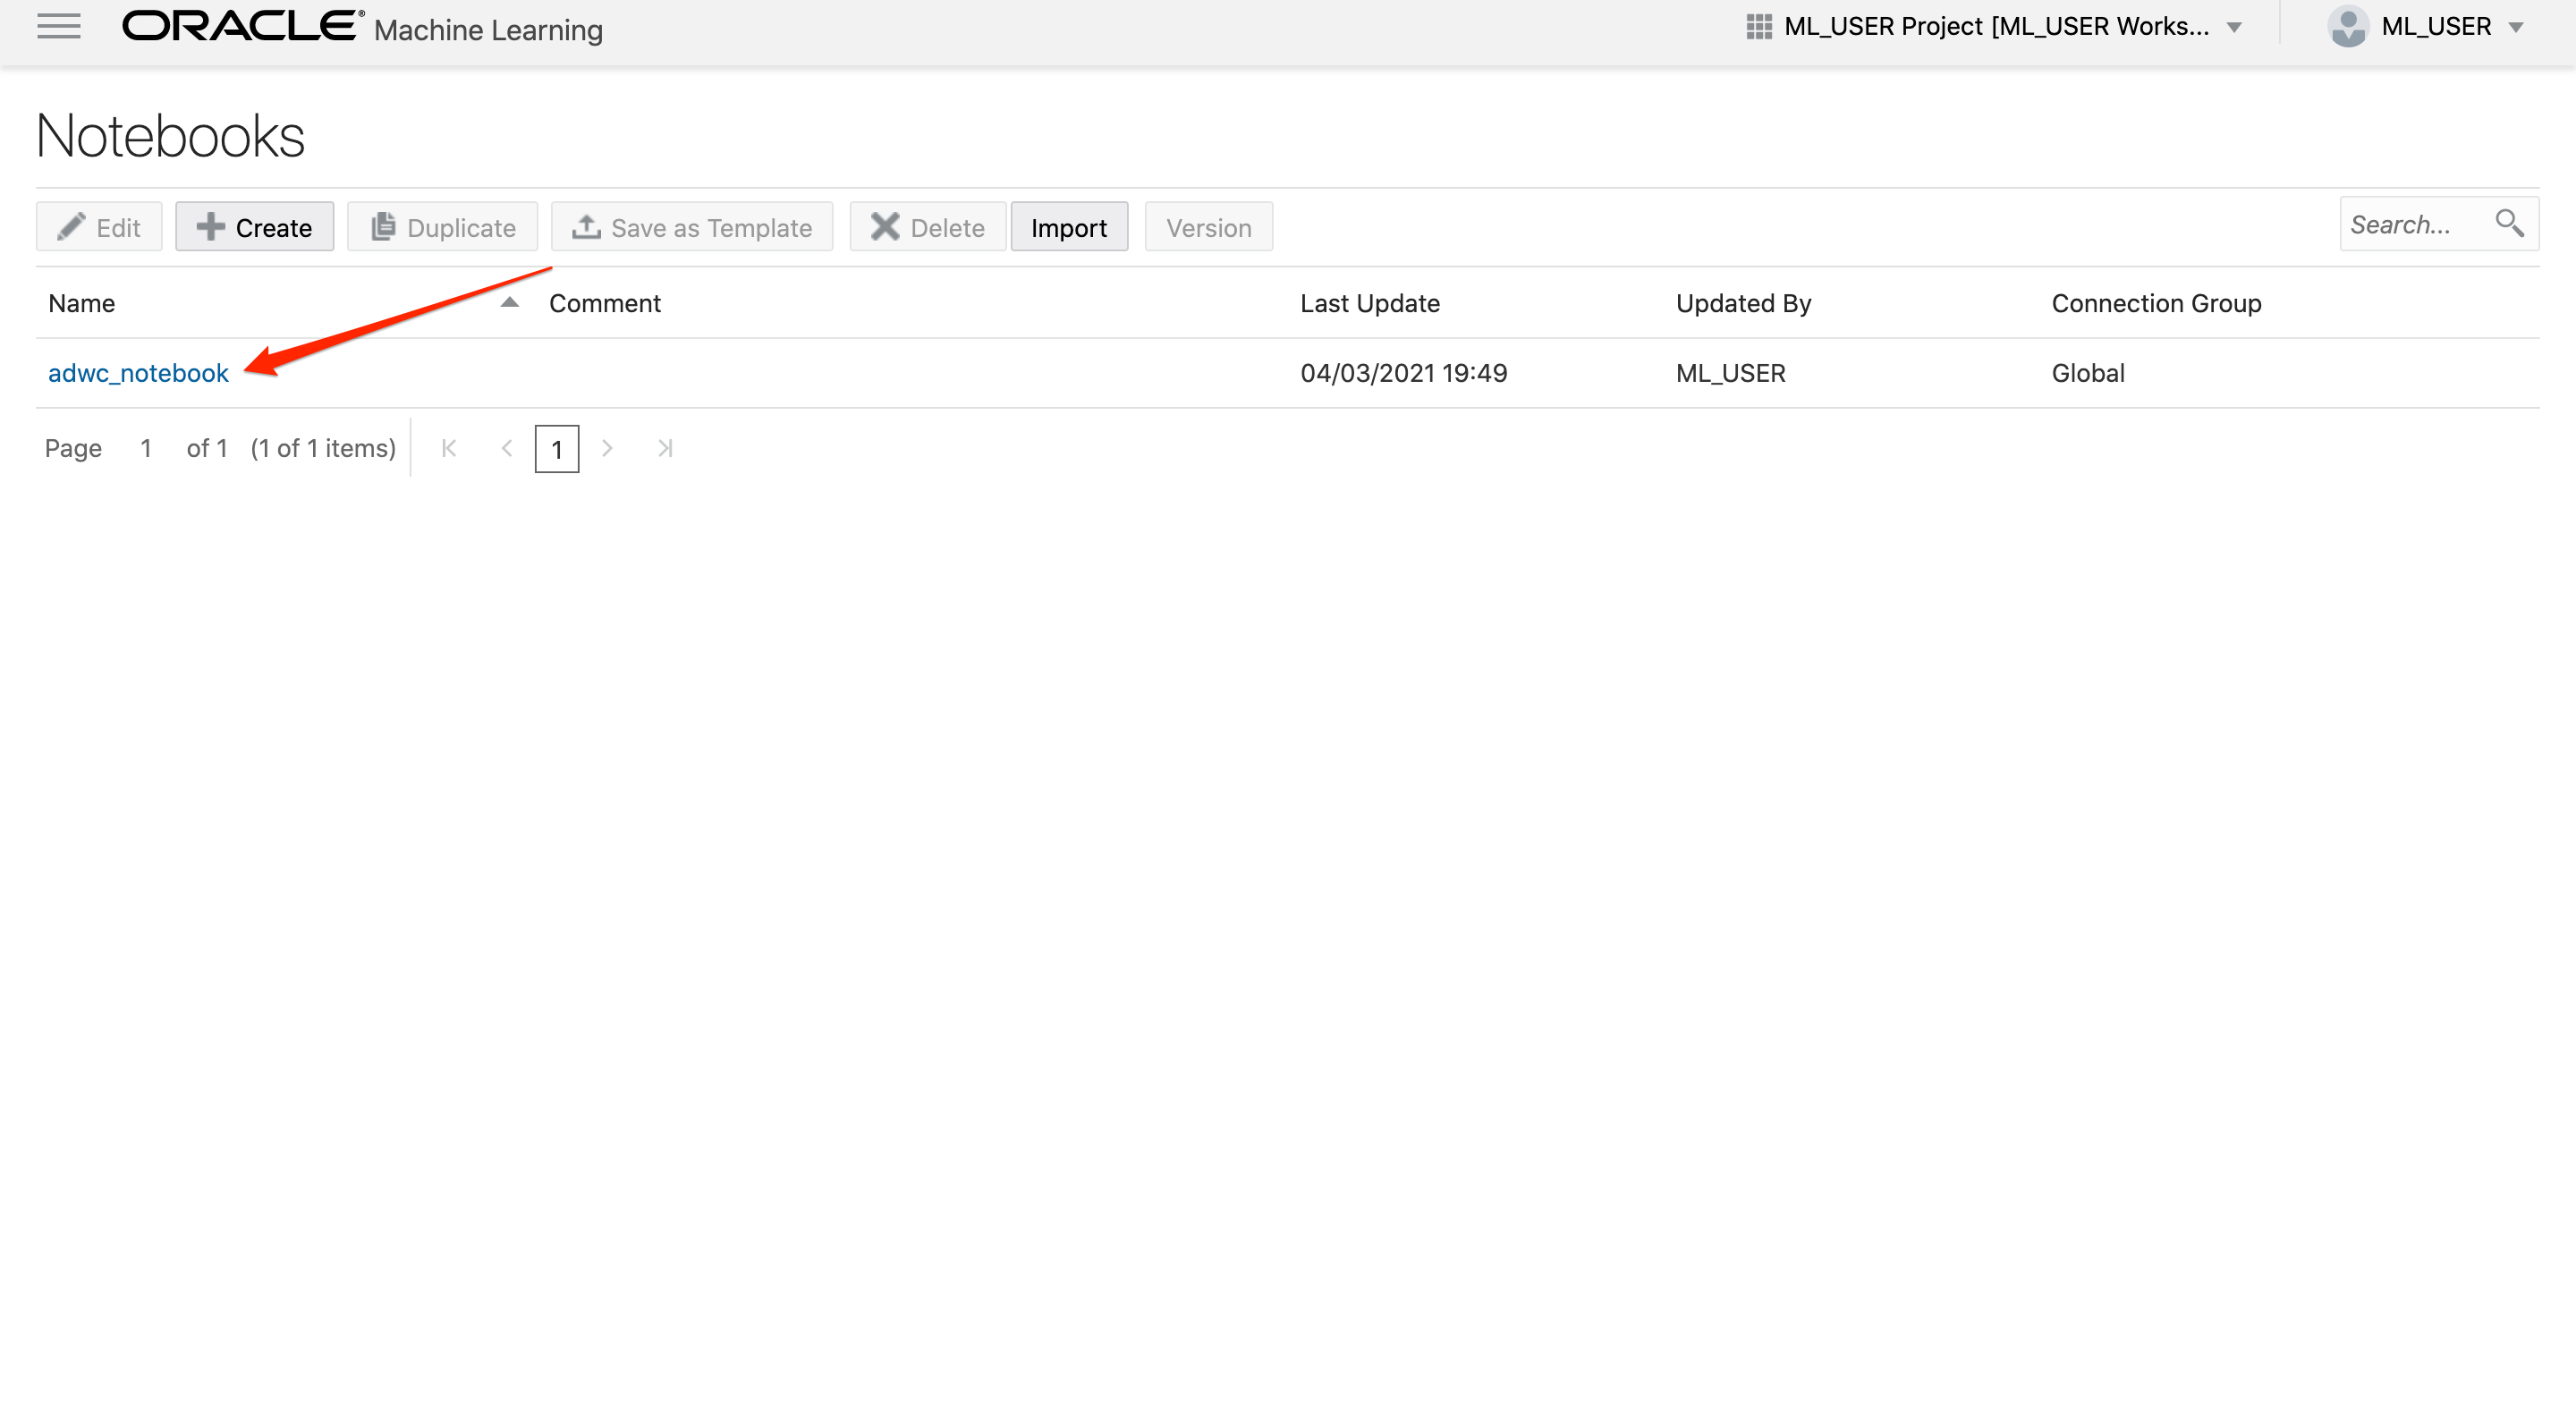 ORACLE® Machine Learning ML_USER Project [ML_USER Works... ML_USER
Notebooks
Edit Create Duplicate Save as Template Delete Import Version Search...
Name Comment Last Update Updated By Connection Group
adwc_notebook 04/03/2021 19:49 ML_USER Global
Page 1 of 1 (1 of 1 items) 1